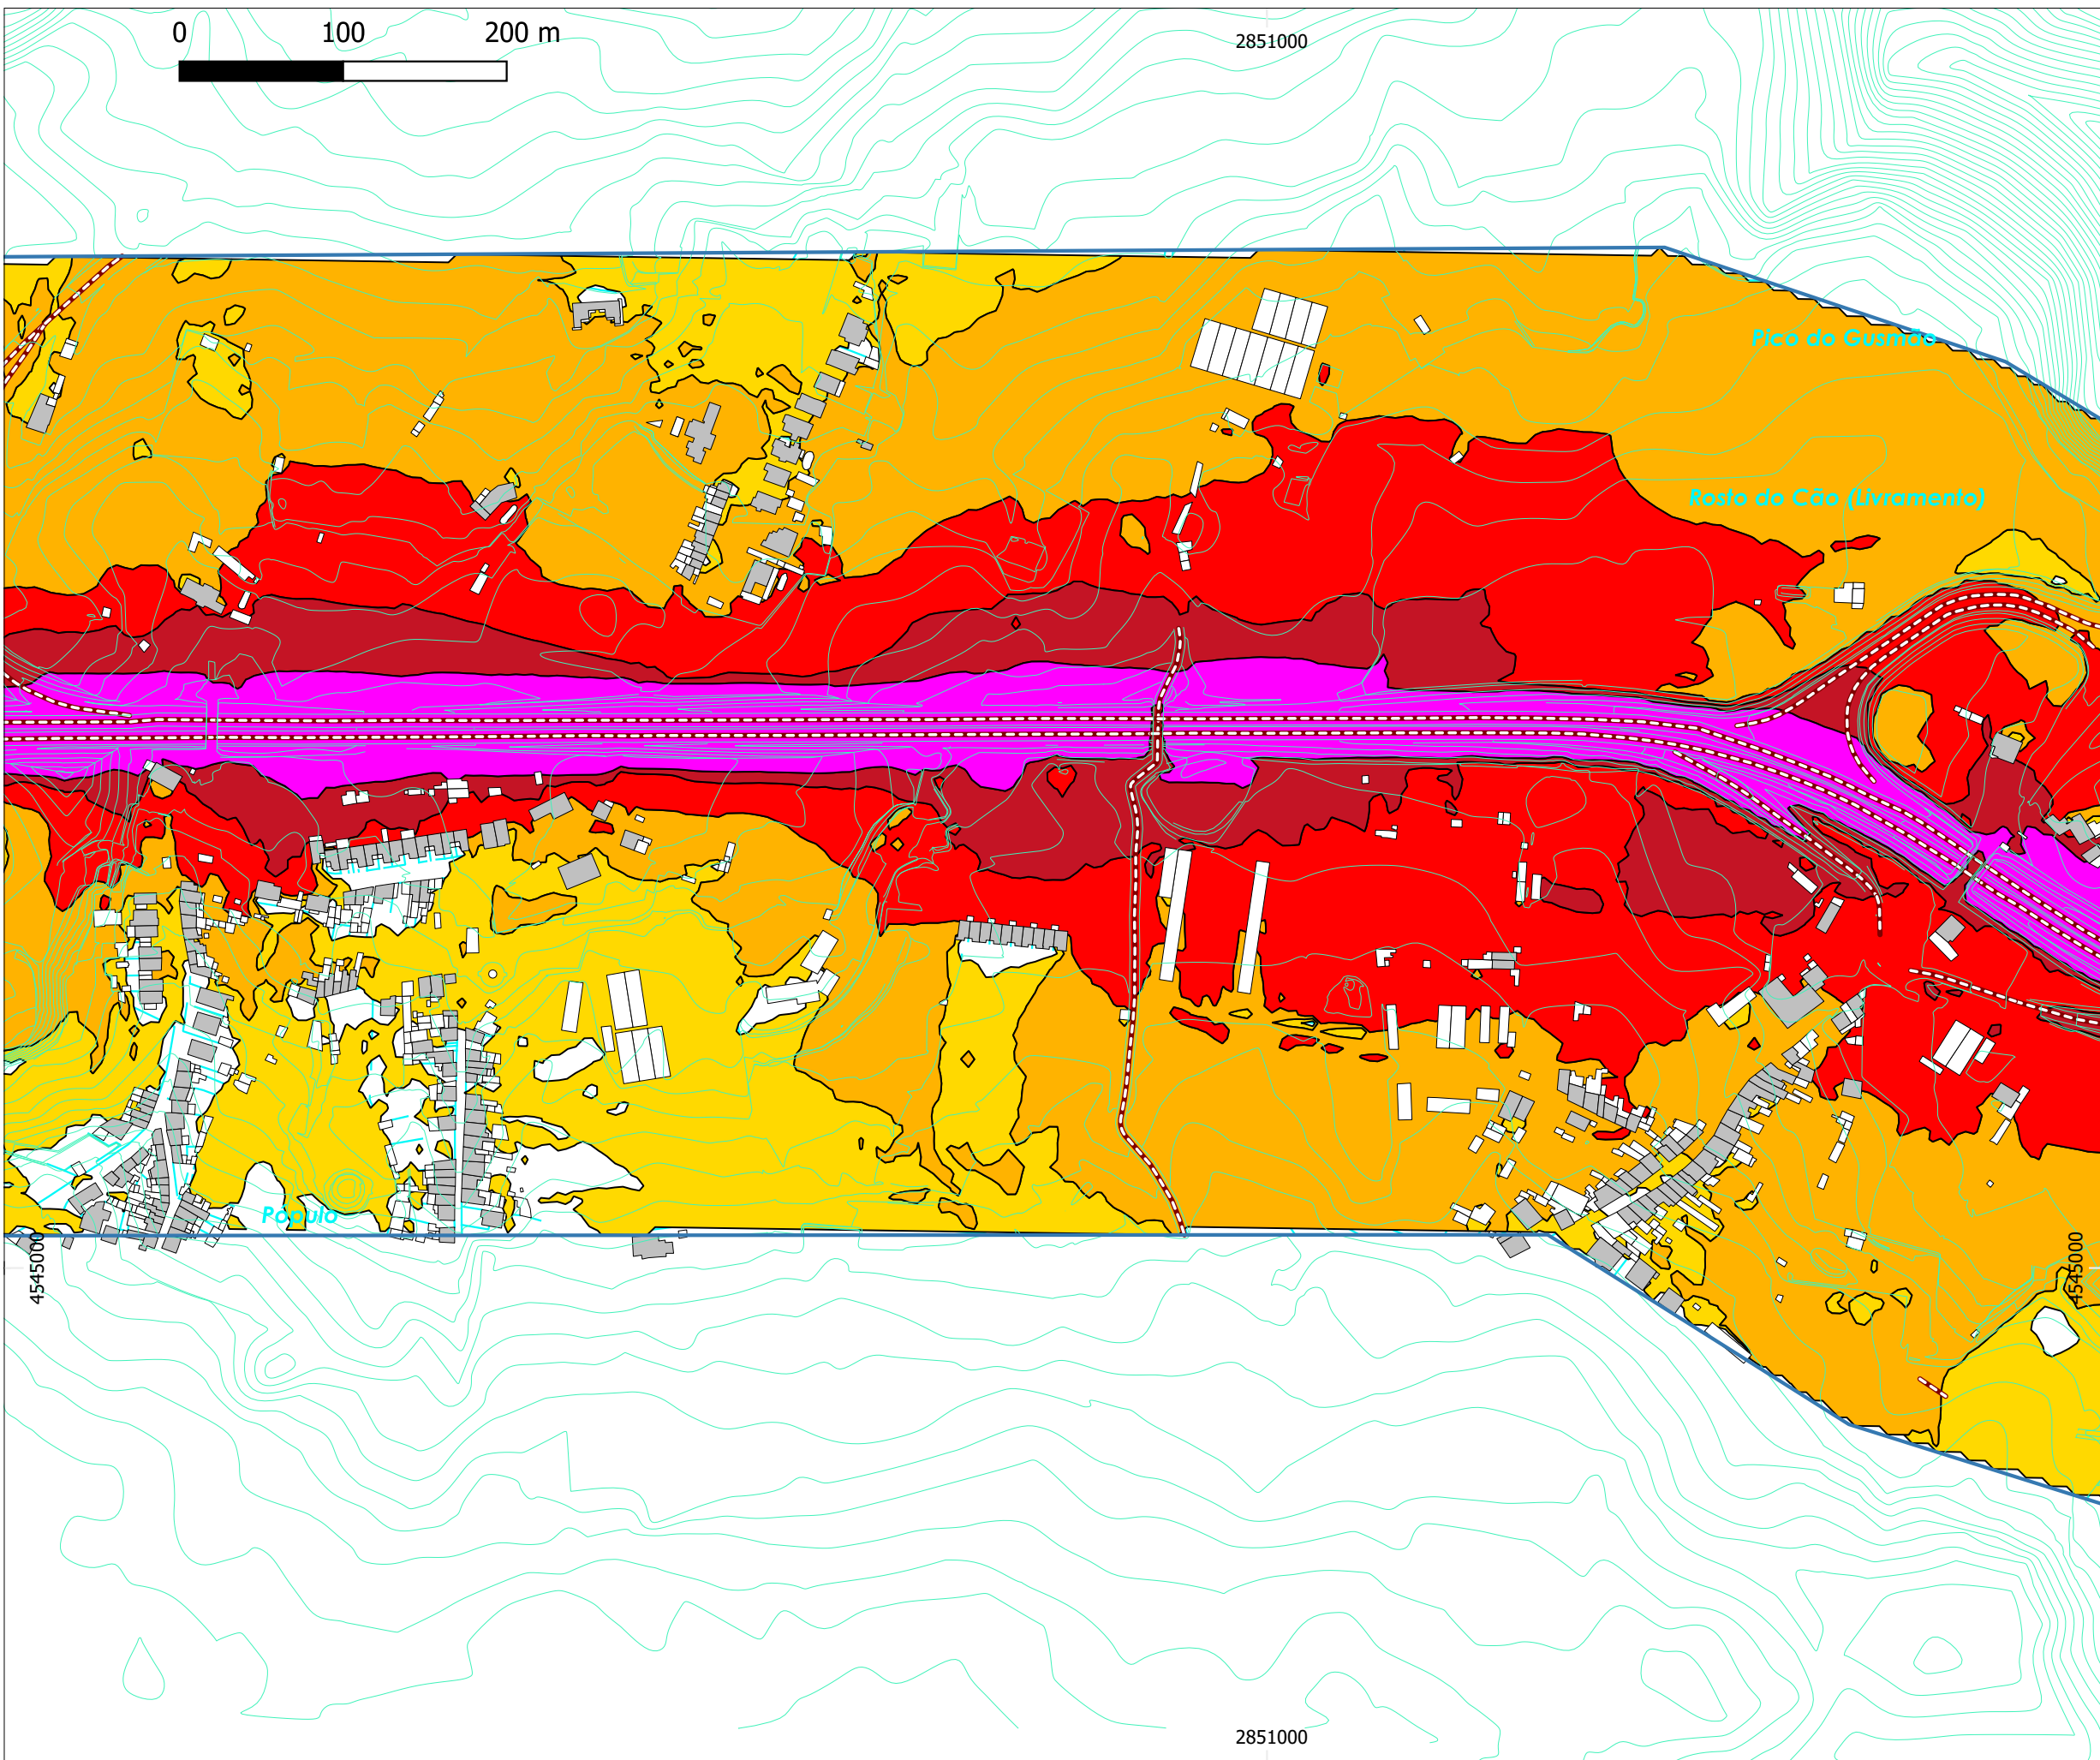 0 100 200 m
2851000
Pico do Gusmão
Rosto do Cão (Livramento)
Pópulo
4545000
4545000
2851000